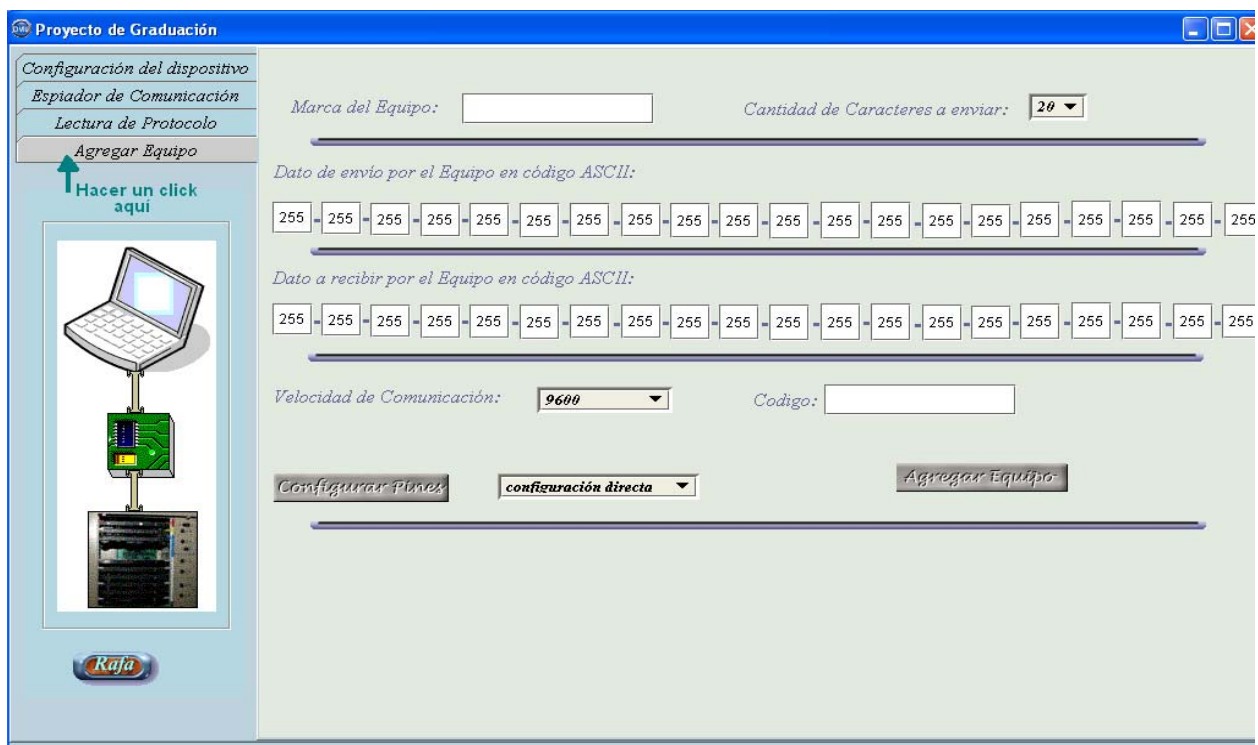 Proyecto de Graduación
Configuración del dispositivo
Espiador de Comunicación
Lectura de Protocolo
Agregar Equipo
Hacer un click
aquí
Rafa
Marca del Equipo: Cantidad de Caracteres a enviar: 20
Dato de envío por el Equipo en código ASCII:
255 - 255 - 255 - 255 - 255 - 255 - 255 - 255 - 255 - 255 - 255 - 255 - 255 - 255 - 255 - 255 - 255 - 255 - 255 - 255
Dato a recibir por el Equipo en código ASCII:
255 - 255 - 255 - 255 - 255 - 255 - 255 - 255 - 255 - 255 - 255 - 255 - 255 - 255 - 255 - 255 - 255 - 255 - 255 - 255
Velocidad de Comunicación: 9600 Codigo:
Configurar Pines configuración directa Agregar Equipo